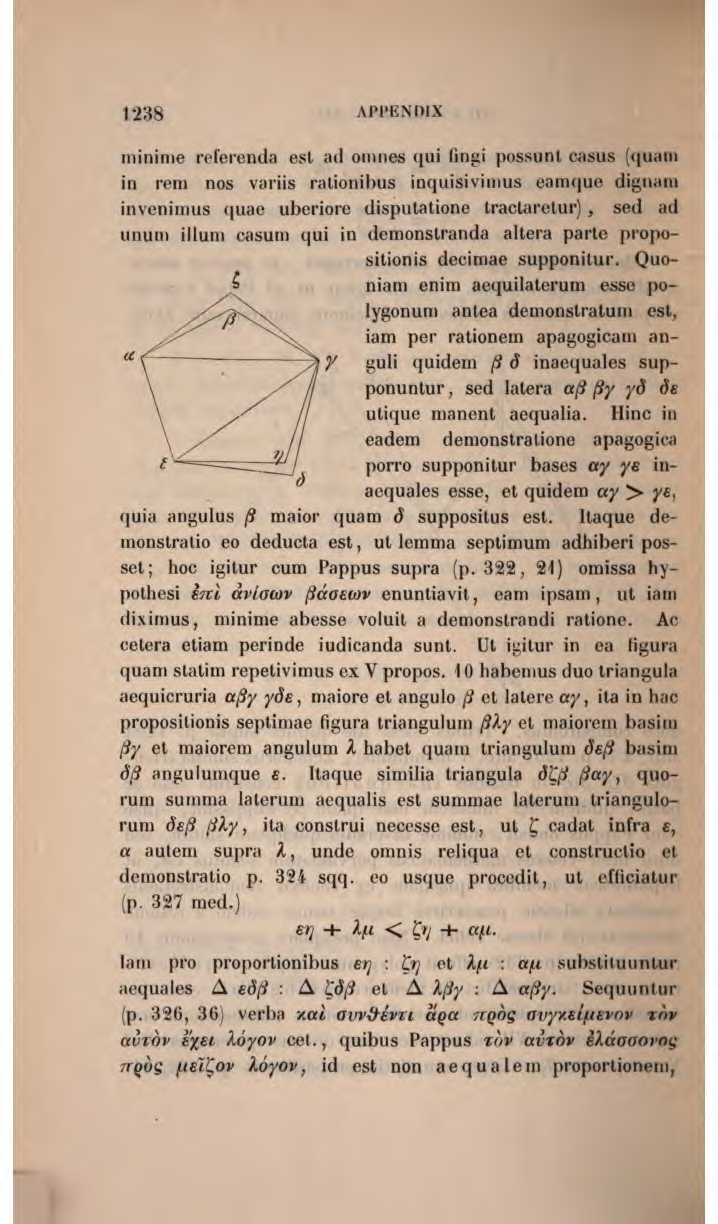 1238 APPENDIX
minime referenda est ad omnes qui fingi possunt casus (quam
in rem nos variis rationibus inquisivimus eamque dignam
invenimus quae uberiore disputatione tractaretur), sed ad
unum illum casum qui in demonstranda altera parte propo-
sitionis decimae supponitur. Quo-
niam enim aequilaterum esse po-
lygonum antea demonstratum est,
iam per rationem apagogicam an-
guli quidem β δ inaequales sup-
ponuntur, sed latera αβ βγ γδ δε
utique manent aequalia. Hinc in
eadem demonstratione apagogica
porro supponitur bases αγ γε in-
aequales esse, et quidem αγ > γε,
ζ
β
α
γ
ε
η
δ
quia angulus β maior quam δ suppositus est. Itaque de-
monstratio eo deducta est, ut lemma septimum adhiberi pos-
set; hoc igitur cum Pappus supra (p. 322, 21) omissa hy-
pothesi ἐπὶ ἀνίσων βάσεων enuntiavit, eam ipsam, ut iam
diximus, minime abesse voluit a demonstrandi ratione. Ac
cetera etiam perinde iudicanda sunt. Ut igitur in ea figura
quam statim repetivimus ex V propos. 10 habemus duo triangula
aequicruria αβγ γδε, maiore et angulo β et latere αγ, ita in hac
propositionis septimae figura triangulum βλγ et maiorem basim
βγ et maiorem angulum λ habet quam triangulum δεβ basim
δβ angulumque ε. Itaque similia triangula δζβ βαγ, quo-
rum summa laterum aequalis est summae laterum triangulo-
rum δεβ βλγ, ita construi necesse est, ut ζ cadat infra ε,
α autem supra λ, unde omnis reliqua et constructio et
demonstratio p. 324 sqq. eo usque procedit, ut efficiatur
(p. 327 med.)
εη + λμ < ζη + αμ.
Iam pro proportionibus εη : ζη et λμ : αμ substituuntur
aequales Δ εδβ : Δ ζδβ et Δ λβγ : Δ αβγ. Sequuntur
(p. 326, 36) verba καὶ συνθέντι ἄρα πρὸς συγκείμενον τὸν
αὐτὸν ἔχει λόγον cet., quibus Pappus τὸν αὐτὸν ἐλάσσονος
πρὸς μεῖζον λόγον, id est non aequalem proportionem,